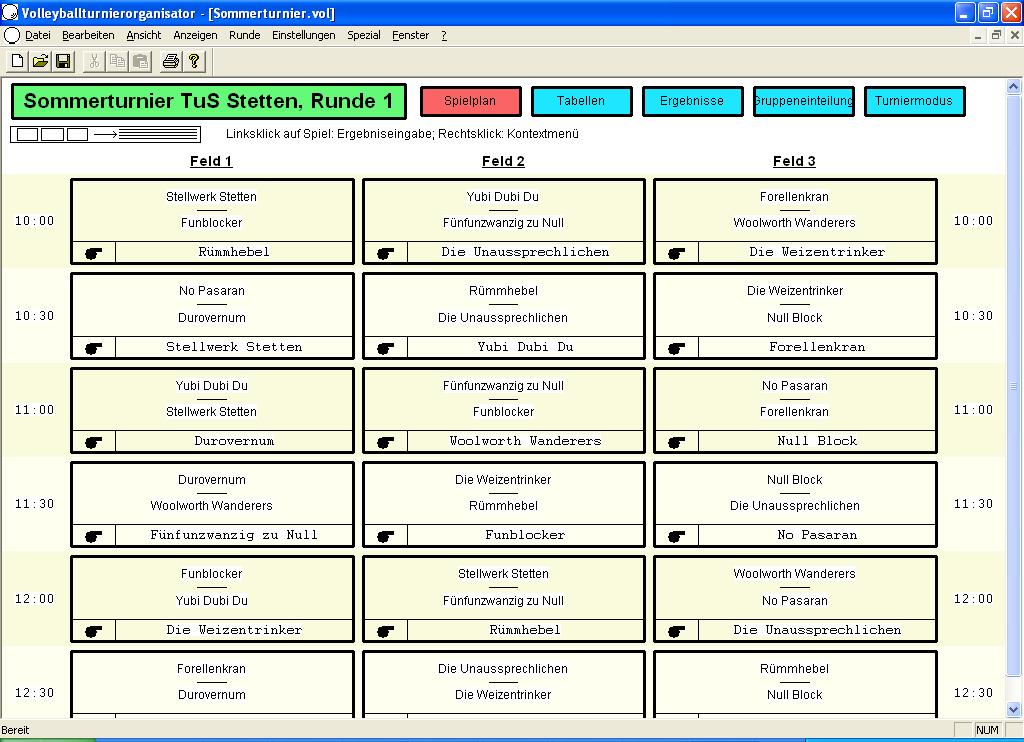 Volleyballturnierorganisator - [Sommerturnier.vol]
Datei Bearbeiten Ansicht Anzeigen Runde Einstellungen Spezial Fenster ?
Sommerturnier TuS Stetten, Runde 1 Spielplan Tabellen Ergebnisse Gruppeneinteilung Turniermodus
Linksklick auf Spiel: Ergebniseingabe; Rechtsklick: Kontextmenü
Feld 1 Feld 2 Feld 3
Stellwerk Stetten Yubi Dubi Du Forellenkran
10:00 Funblocker Fünfunzwanzig zu Null Woolworth Wanderers 10:00
Rümmhebel Die Unaussprechlichen Die Weizentrinker
No Pasaran Rümmhebel Die Weizentrinker
10:30 Durovernum Die Unaussprechlichen Null Block 10:30
Stellwerk Stetten Yubi Dubi Du Forellenkran
Yubi Dubi Du Fünfunzwanzig zu Null No Pasaran
11:00 Stellwerk Stetten Funblocker Forellenkran 11:00
Durovernum Woolworth Wanderers Null Block
Durovernum Die Weizentrinker Null Block
11:30 Woolworth Wanderers Rümmhebel Die Unaussprechlichen 11:30
Fünfunzwanzig zu Null Funblocker No Pasaran
Funblocker Stellwerk Stetten Woolworth Wanderers
12:00 Yubi Dubi Du Fünfunzwanzig zu Null No Pasaran 12:00
Die Weizentrinker Rümmhebel Die Unaussprechlichen
Forellenkran Die Unaussprechlichen Rümmhebel
12:30 Durovernum Die Weizentrinker Null Block 12:30
Bereit NUM